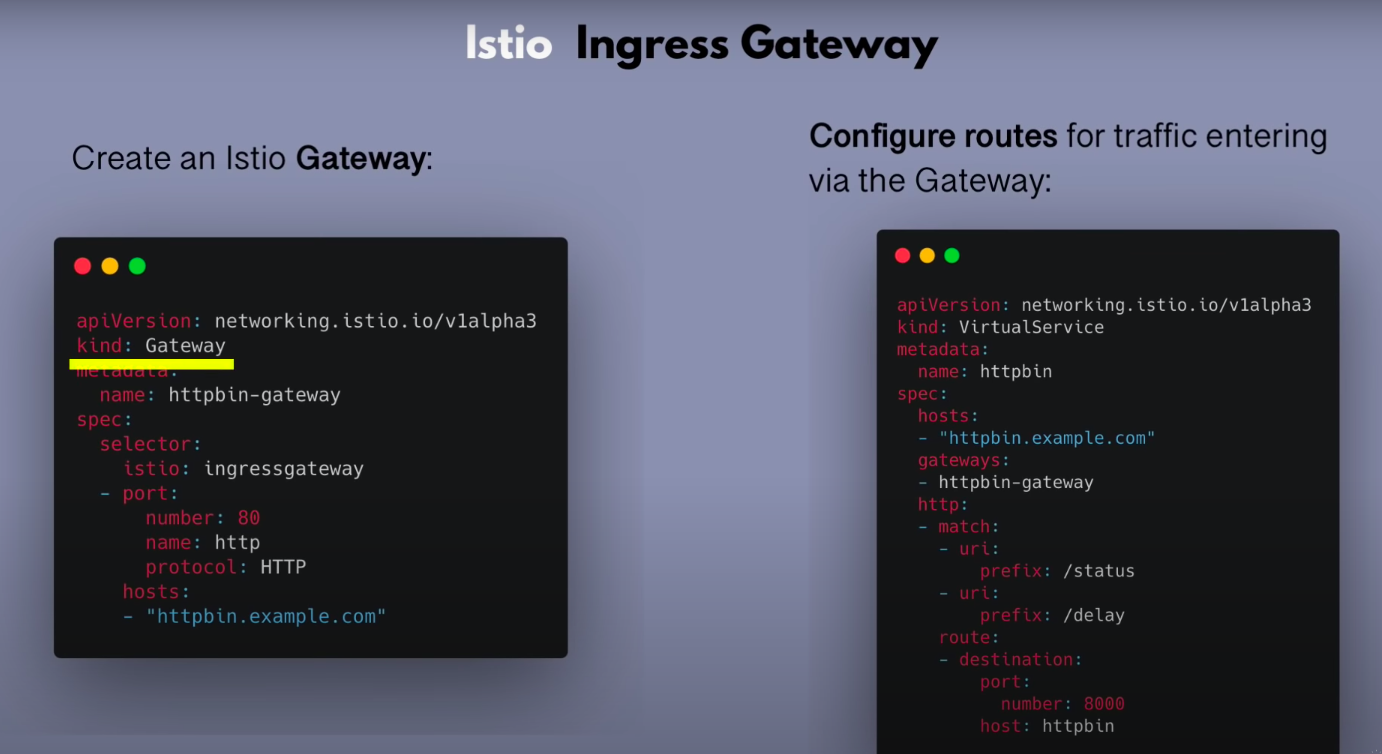 Istio Ingress Gateway
Create an Istio Gateway:
apiVersion: networking.istio.io/v1alpha3
kind: Gateway
metadata:
  name: httpbin-gateway
spec:
  selector:
    istio: ingressgateway
  - port:
      number: 80
      name: http
      protocol: HTTP
    hosts:
    - "httpbin.example.com"
Configure routes for traffic entering
via the Gateway:
apiVersion: networking.istio.io/v1alpha3
kind: VirtualService
metadata:
  name: httpbin
spec:
  hosts:
  - "httpbin.example.com"
  gateways:
  - httpbin-gateway
  http:
  - match:
    - uri:
        prefix: /status
    - uri:
        prefix: /delay
    route:
    - destination:
        port:
          number: 8000
        host: httpbin